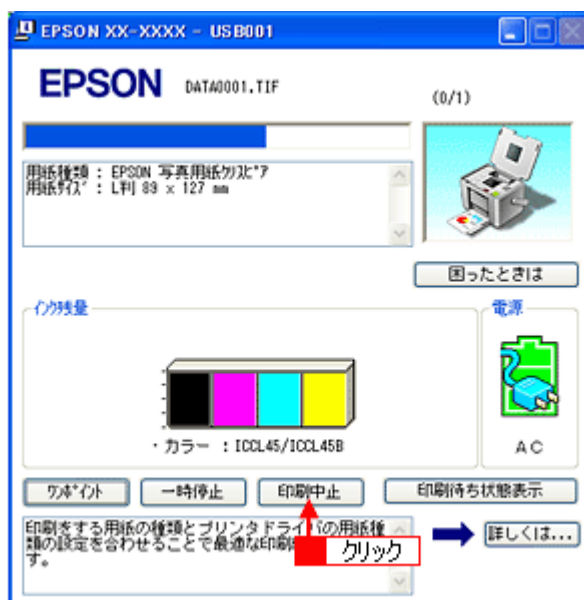 EPSON XX-XXXX - USB001
EPSON DATA0001.TIF
(0/1)
用紙種類 : EPSON 写真用紙ｸﾘｽﾋﾟｱ
用紙ｻｲｽﾞ : L判 89 x 127 mm
困ったときは
ｲﾝｸ残量
電源
・カラー : ICCL45/ICCL45B
AC
ﾜﾝﾎﾟｲﾝﾄ
一時停止
印刷中止
印刷待ち状態表示
印刷をする用紙の種類とプリンタドライバの用紙種
類の設定を合わせることで最適な印刷
す。
クリック
詳しくは...